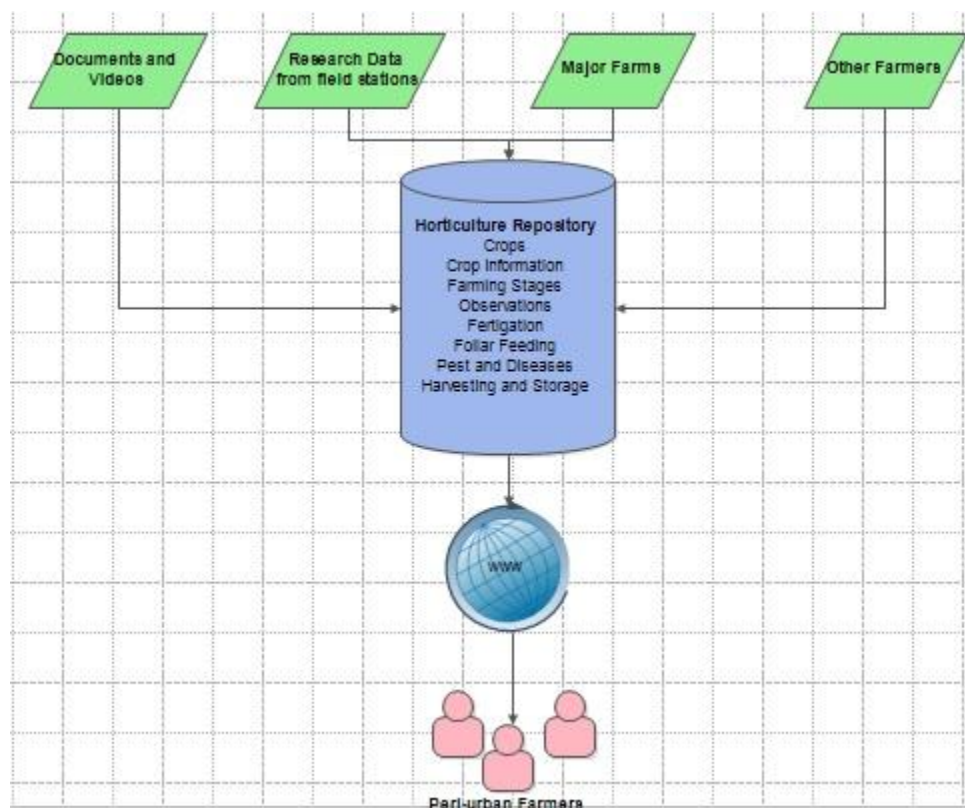 Documents and
Videos
Research Data
from field stations
Major Farms
Other Farmers
Horticulture Repository
Crops
Crop Information
Farming Stages
Observations
Fertigation
Foliar Feeding
Pest and Diseases
Harvesting and Storage
WWW
Peri-urban Farmers